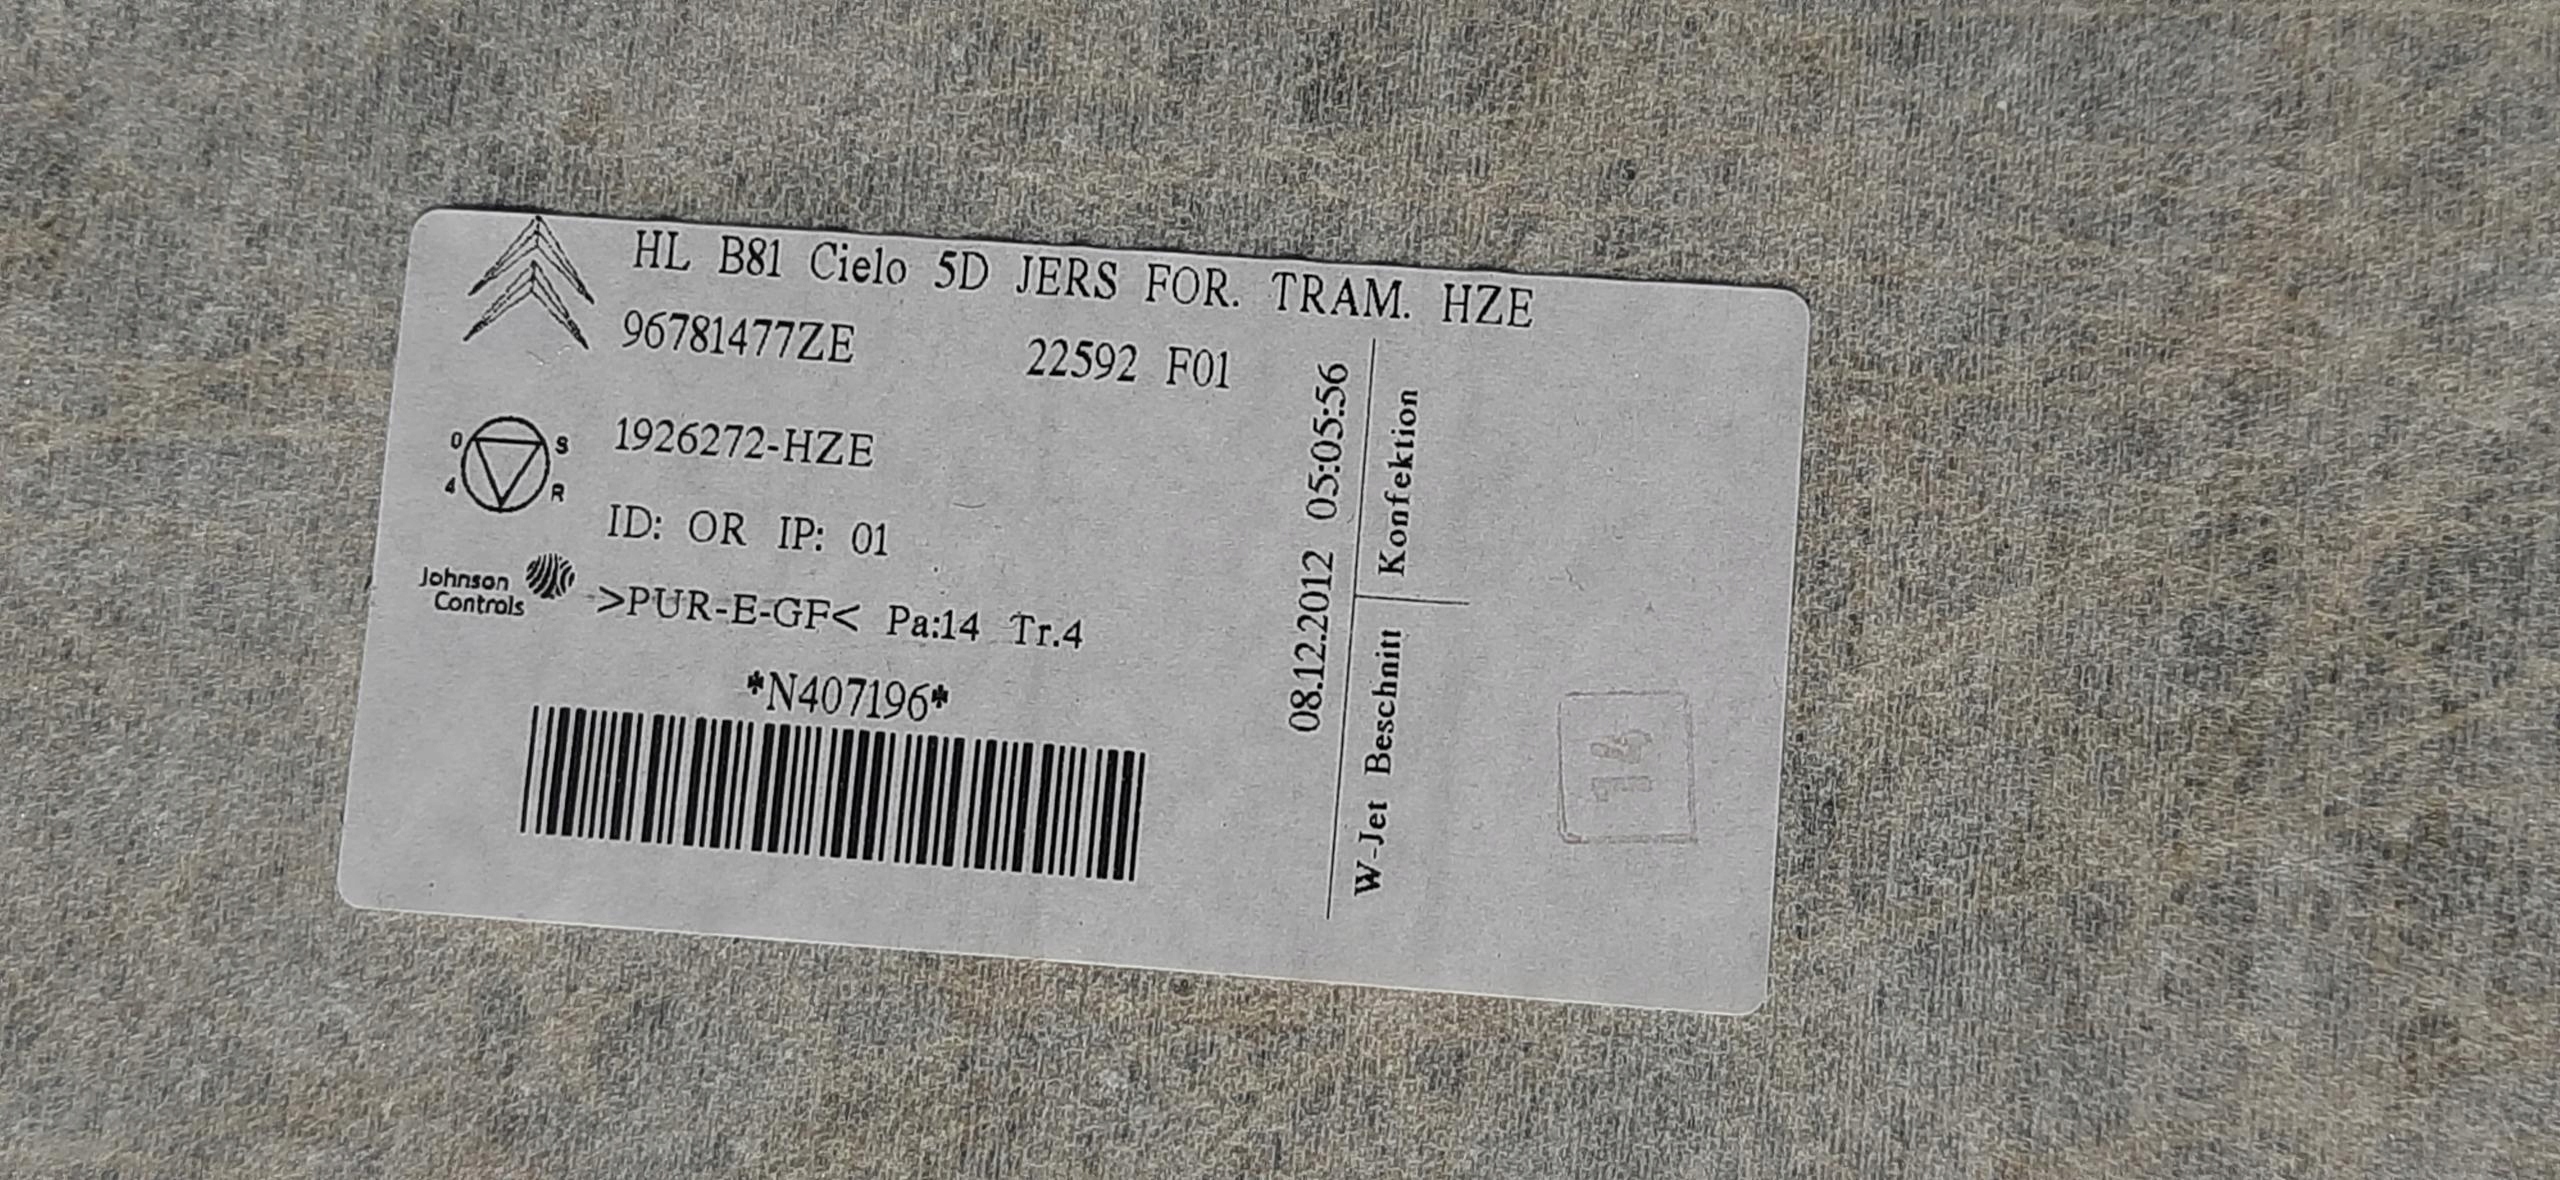 HL B81 Cielo 5D JERS FOR. TRAM. HZE
96781477ZE 22592 F01
O S
4 R
1926272-HZE
ID: OR IP: 01
Johnson
Controls
>PUR-E-GF< Pa:14 Tr.4
*N407196*
08.12.2012 05:05:56
W-Jet Beschnitt Konfektion